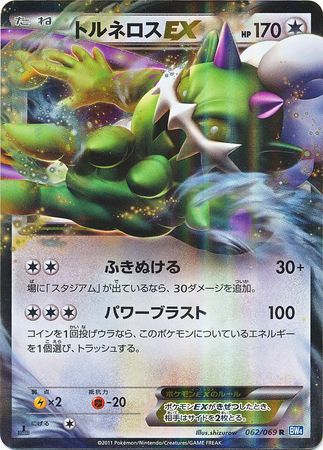 たね
トルネロスEX HP170
ふきぬける 30+
場に「スタジアム」が出ているなら、30ダメージを追加。
パワーブラスト 100
コインを1回投げウラなら、このポケモンについているエネルギー
を1個選び、トラッシュする。
弱点 抵抗力
×2 -20
にげる
ポケモンEXのルール
ポケモンEXがきぜつしたとき、
相手はサイドを2枚とる。
illus.shizurow 062/069 R BW4
©2011 Pokémon/Nintendo/Creatures/GAME FREAK.